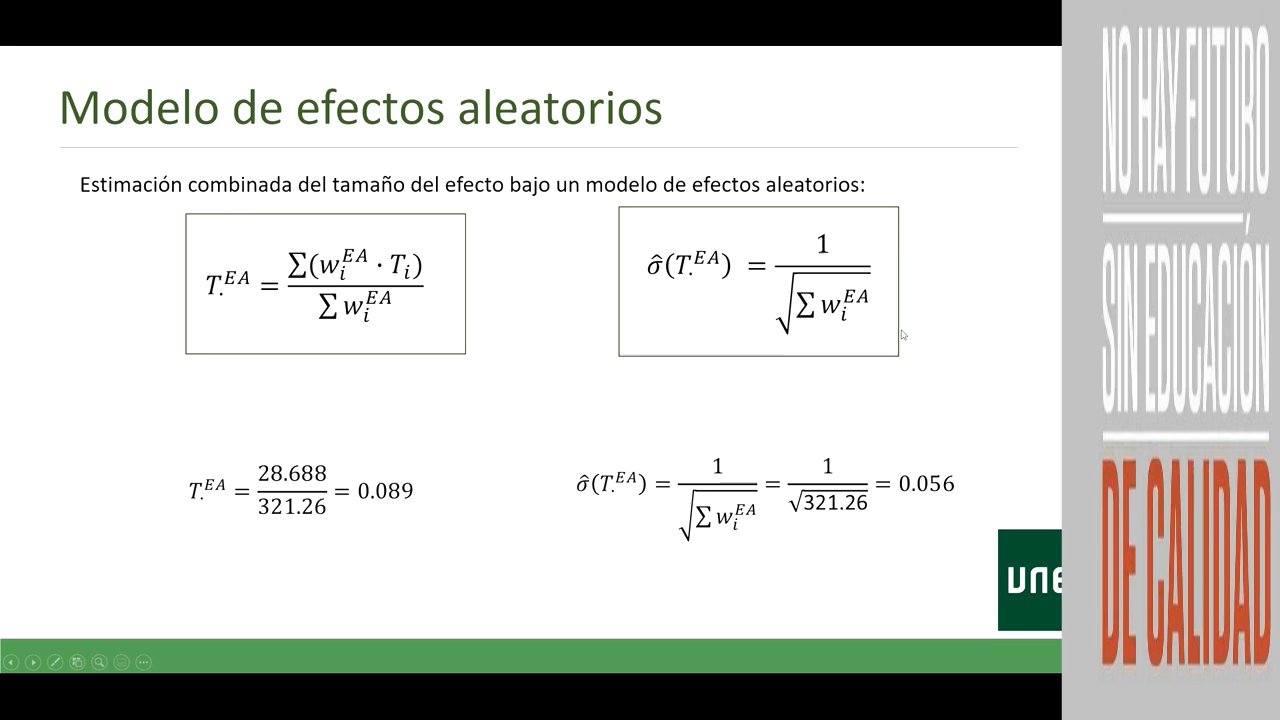 Modelo de efectos aleatorios
Estimación combinada del tamaño del efecto bajo un modelo de efectos aleatorios:
T.^{EA} = ∑(w_i^{EA} · T_i) / ∑ w_i^{EA}
σ̂(T.^{EA}) = 1 / √(∑ w_i^{EA})
T.^{EA} = 28.688 / 321.26 = 0.089
σ̂(T.^{EA}) = 1 / √(∑ w_i^{EA}) = 1 / √321.26 = 0.056
NO HAY FUTURO
SIN EDUCACIÓN
DE CALIDAD